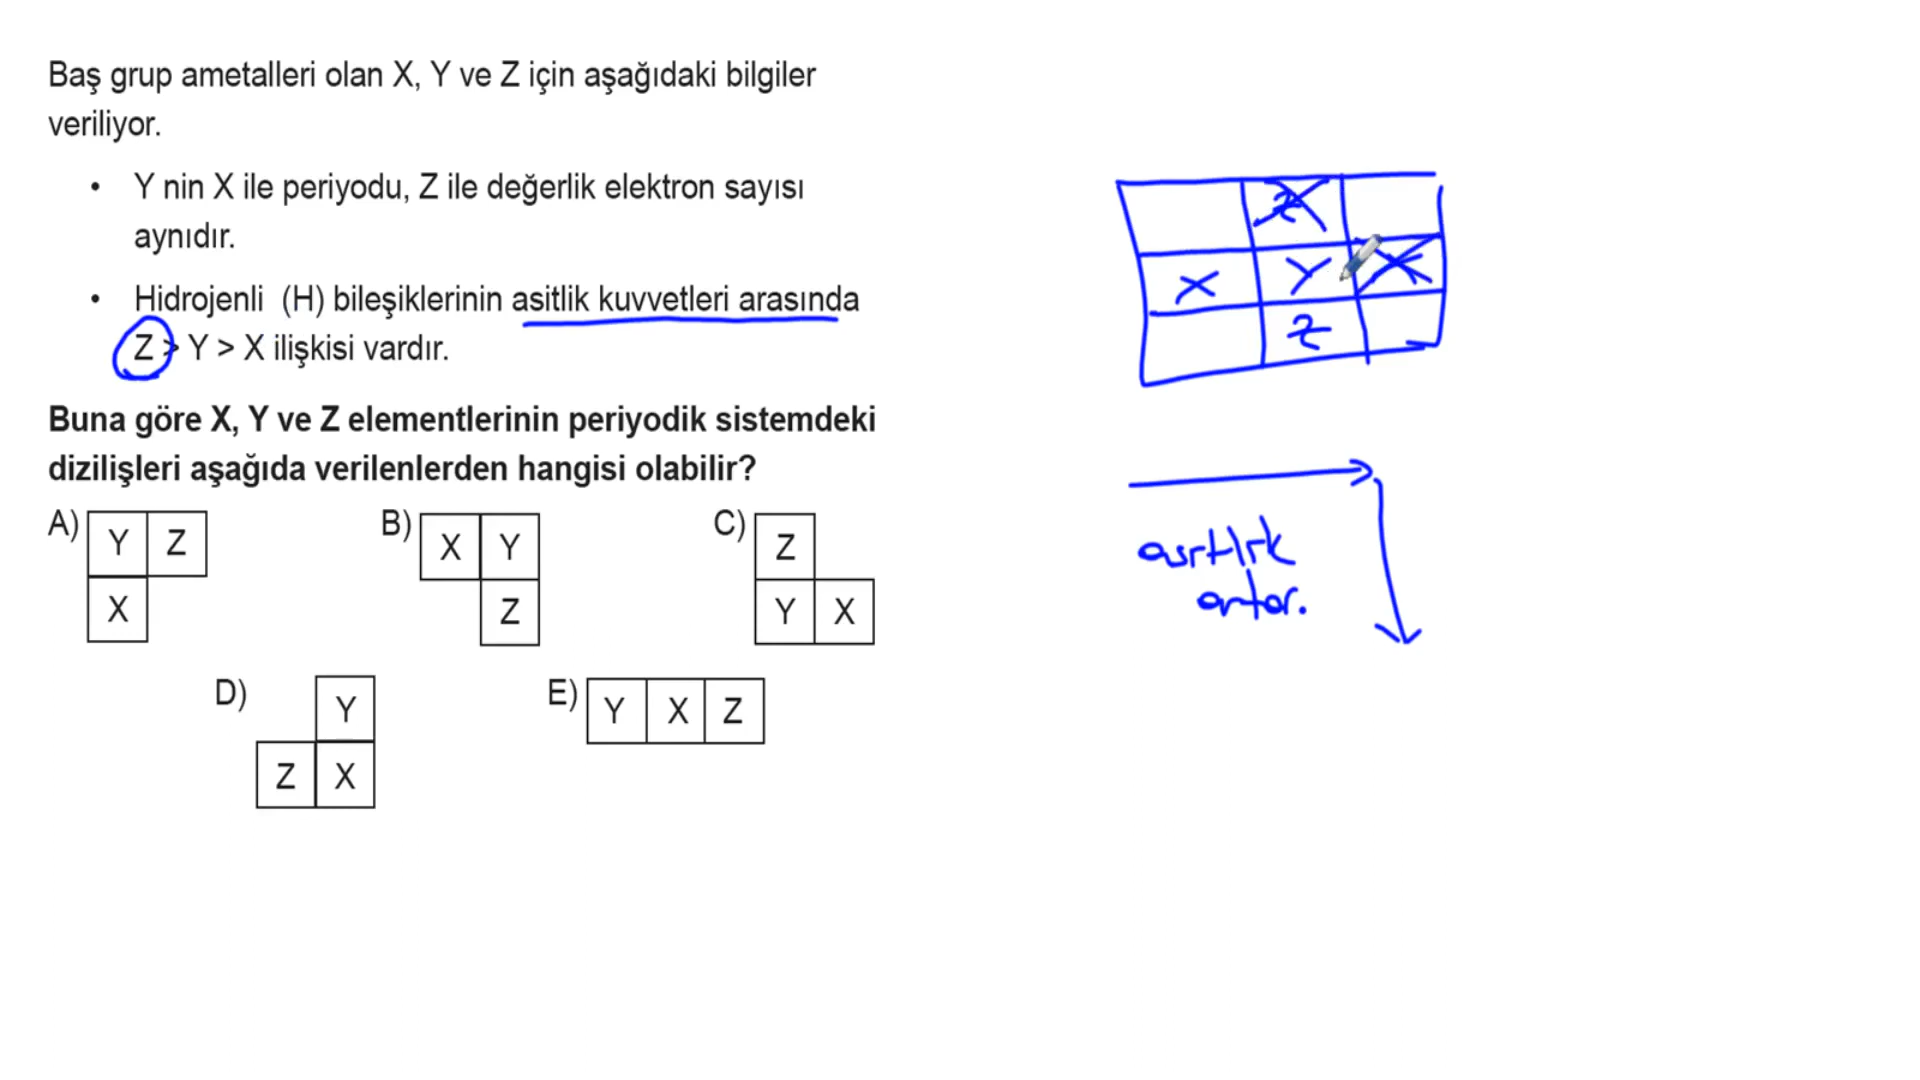 Baş grup ametalleri olan X, Y ve Z için aşağıdaki bilgiler
veriliyor.
• Y nin X ile periyodu, Z ile değerlik elektron sayısı
aynıdır.
• Hidrojenli (H) bileşiklerinin asitlik kuvvetleri arasında
Z > Y > X ilişkisi vardır.
Buna göre X, Y ve Z elementlerinin periyodik sistemdeki
dizilişleri aşağıda verilenlerden hangisi olabilir?
A) Y Z
X
B) X Y
Z
C) Z
Y X
D) Y
Z X
E) Y X Z
Z
X Y X
Z
asitlik
artar.